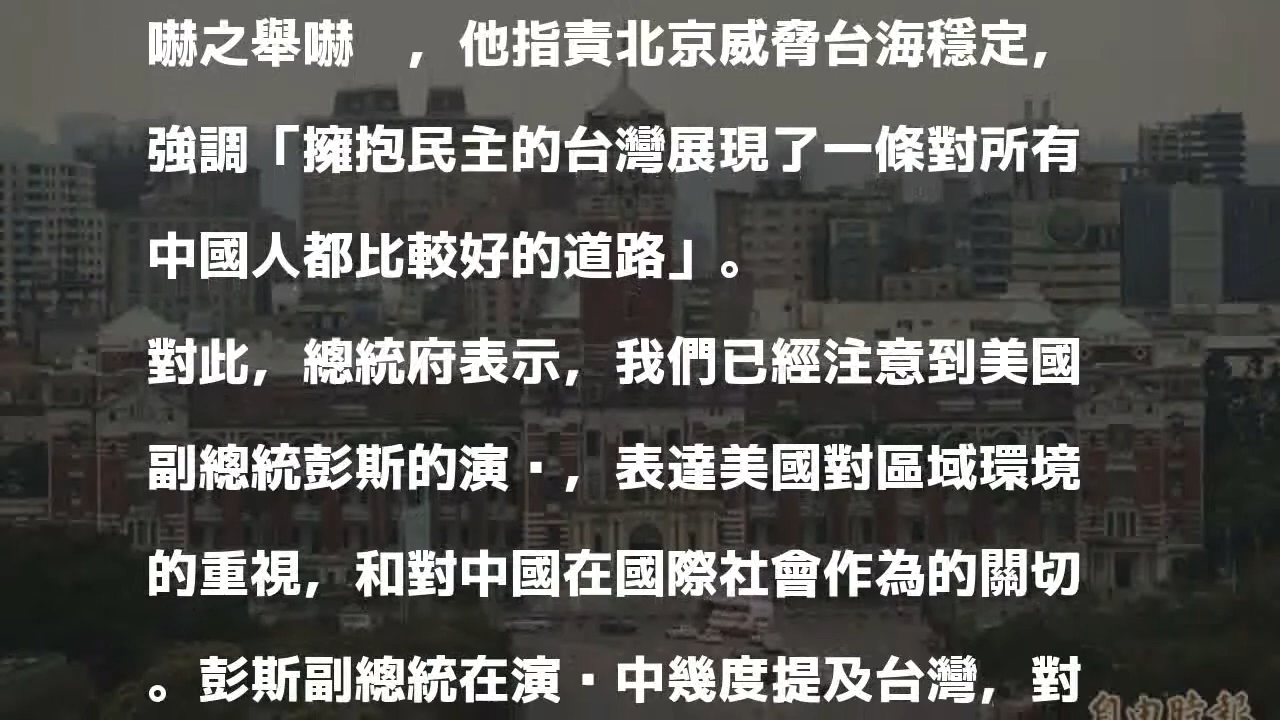 嚇之舉嚇　，他指責北京威脅台海穩定，
強調「擁抱民主的台灣展現了一條對所有
中國人都比較好的道路」。
對此，總統府表示，我們已經注意到美國
副總統彭斯的演·，表達美國對區域環境
的重視，和對中國在國際社會作為的關切
。彭斯副總統在演·中幾度提及台灣，對
自由時報